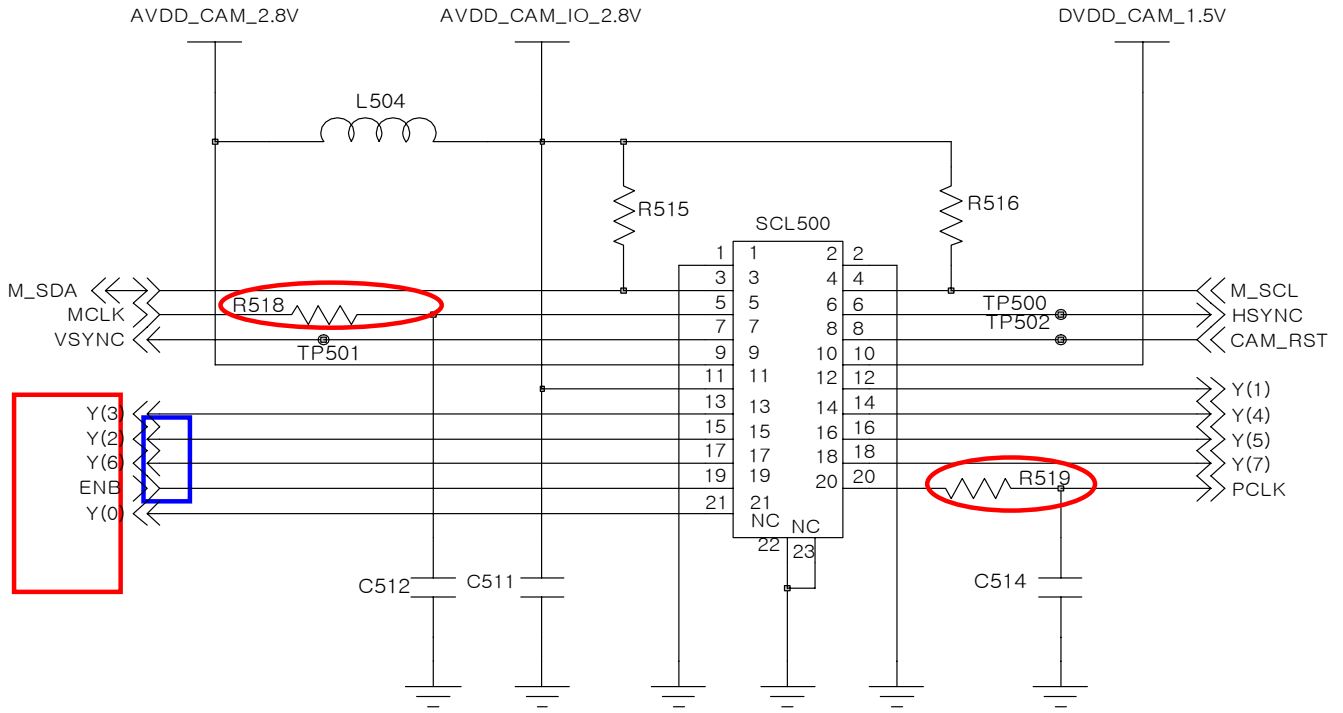 AVDD_CAM_2.8V AVDD_CAM_IO_2.8V DVDD_CAM_1.5V
L504
R515 R516
SCL500
1 1 2 2
M_SDA 3 3 4 4 M_SCL
R518 TP500
MCLK 5 5 6 6 HSYNC
TP502
VSYNC 7 7 8 8 CAM_RST
TP501 9 9 10 10
11 11 12 12 Y(1)
Y(3) 13 13 14 14 Y(4)
Y(2) 15 15 16 16 Y(5)
Y(6) 17 17 18 18 Y(7)
ENB 19 19 20 20 R519 PCLK
Y(0) 21 21
NC NC
22 23
C512 C511 C514